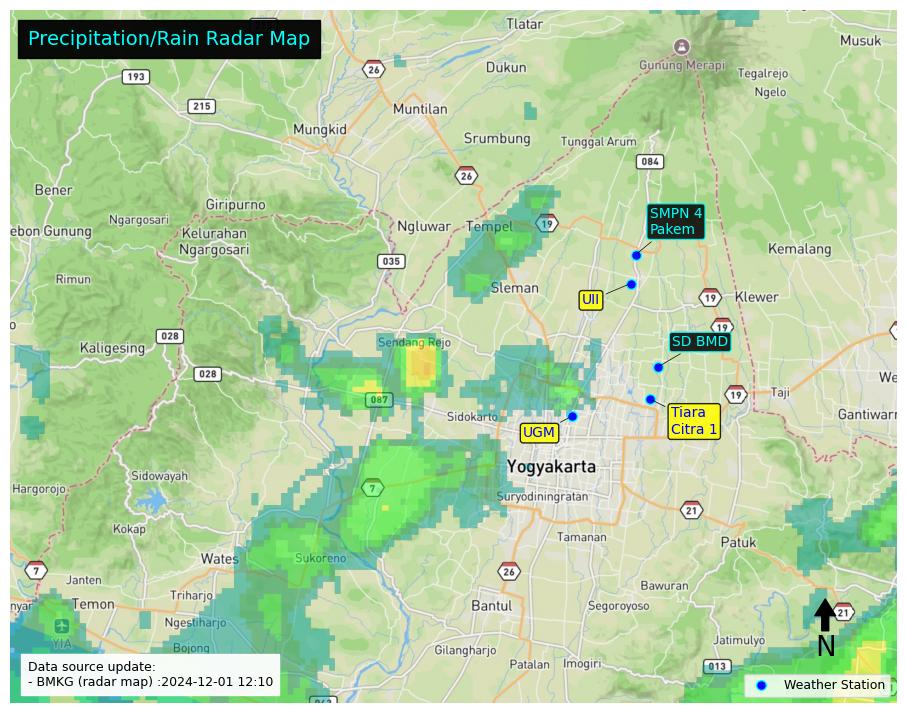 Precipitation/Rain Radar Map
Tlatar
Musuk
26
193
Dukun
Gunung Merapi
Tegalrejo
Ngelo
215
Muntilan
Mungkid
Srumbung
Tunggal Arum
084
26
Bener
Giripurno
Ngargosari
SMPN 4
Pakem
ebon Gunung
Kelurahan
Ngargosari
Ngluwar
Tempel
19
Kemalang
035
Rimun
Sleman
UII
19
Klewer
19
028
Kaligesing
Sendang Rejo
SD BMD
028
087
19
Taji
We
Sidokarto
Tiara
Citra 1
Gantiwarn
UGM
Yogyakarta
Sidowayah
Hargorojo
7
Suryodiningratan
21
Kokap
Tamanan
Patuk
Wates
Sukoreno
7
26
Janten
Bawuran
nyar
Temon
Triharjo
Bantul
Segoroyoso
21
Ngestiharjo
YIA
Jatimulyo
N
Bojong
Gilangharjo
Patalan
Imogiri
013
Data source update:
- BMKG (radar map) :2024-12-01 12:10
Weather Station